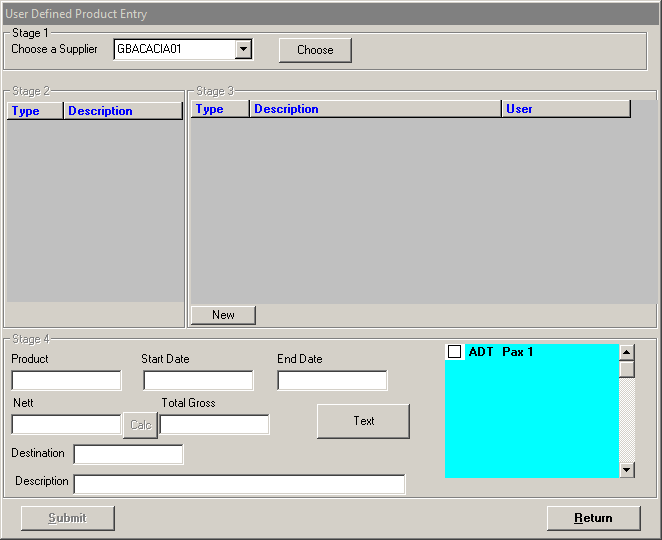 User Defined Product Entry
Stage 1
Choose a Supplier GBACACIA01 Choose
Stage 2
Type Description
Stage 3
Type Description User
New
Stage 4
Product Start Date End Date
Nett Total Gross
Calc
Text
Destination
Description
ADT Pax 1
Submit
Return